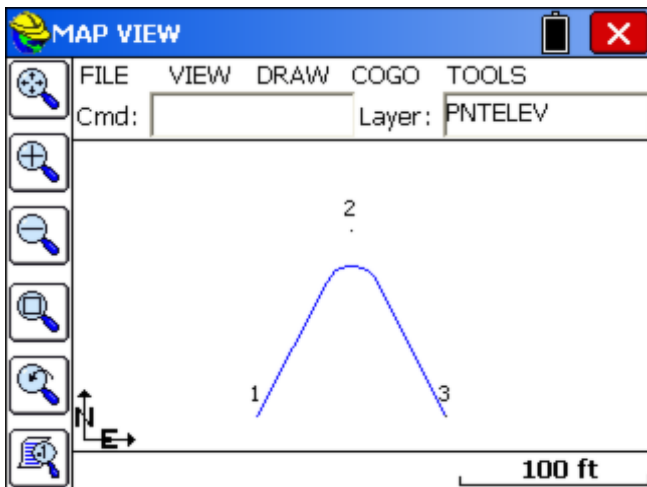 MAP VIEW
FILE VIEW DRAW COGO TOOLS
Cmd: Layer: PNTELEV
2
1 3
N
E
100 ft